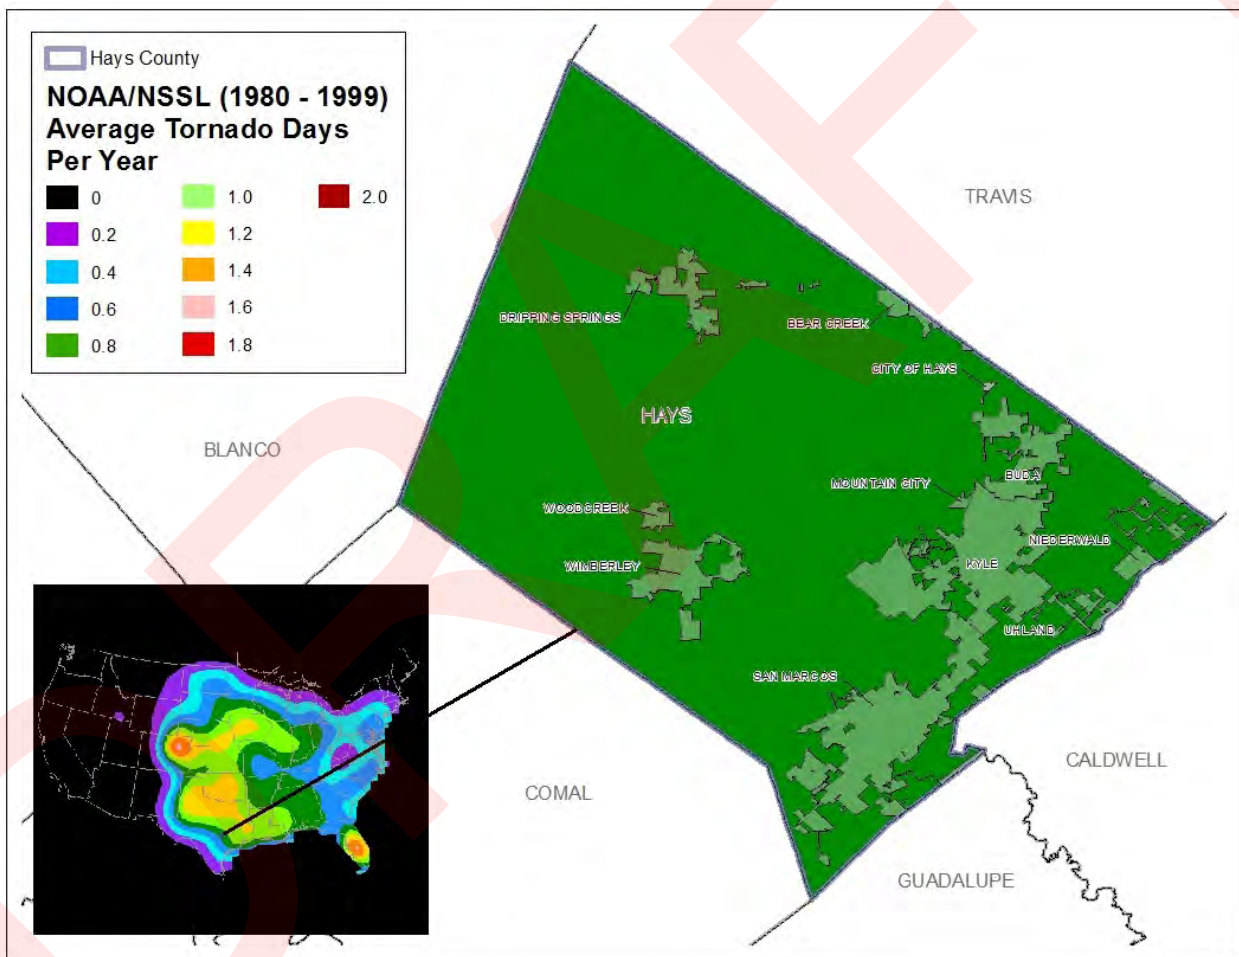 Hays County
NOAA/NSSL (1980 - 1999)
Average Tornado Days
Per Year
0 1.0 2.0
0.2 1.2
0.4 1.4
0.6 1.6
0.8 1.8
TRAVIS
DRIPPING SPRINGS
BEAR CREEK
CITY OF HAYS
HAYS
BLANCO
BUDA
MOUNTAIN CITY
WOODCREEK
NIEDERWALD
WIMBERLEY
KYLE
UHLAND
SAN MARCOS
CALDWELL
COMAL
GUADALUPE
DRAFT